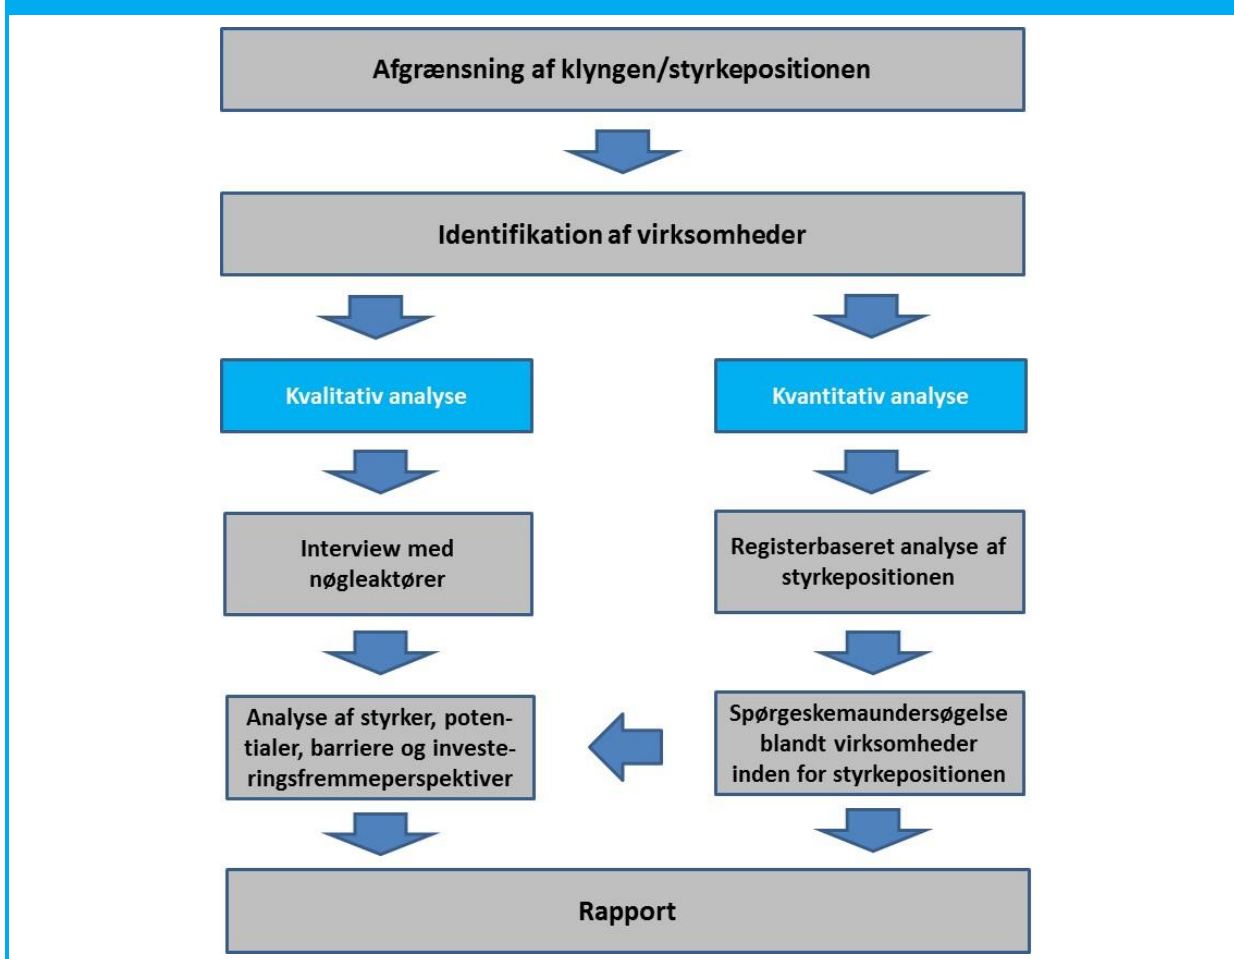 Afgrænsning af klyngen/styrkepositionen
Identifikation af virksomheder
Kvalitativ analyse
Kvantitativ analyse
Interview med
nøgleaktører
Registerbaseret analyse af
styrkepositionen
Analyse af styrker, poten-
tialer, barriere og investe-
ringsfremmeperspektiver
Spørgeskemaundersøgelse
blandt virksomheder
inden for styrkepositionen
Rapport